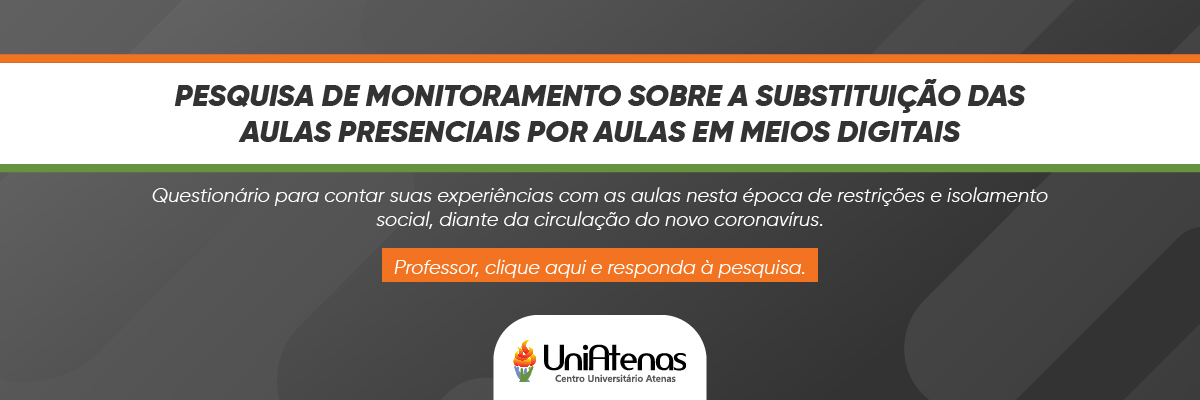 PESQUISA DE MONITORAMENTO SOBRE A SUBSTITUIÇÃO DAS
AULAS PRESENCIAIS POR AULAS EM MEIOS DIGITAIS
Questionário para contar suas experiências com as aulas nesta época de restrições e isolamento
social, diante da circulação do novo coronavírus.
Professor, clique aqui e responda à pesquisa.
UniAtenas
Centro Universitário Atenas